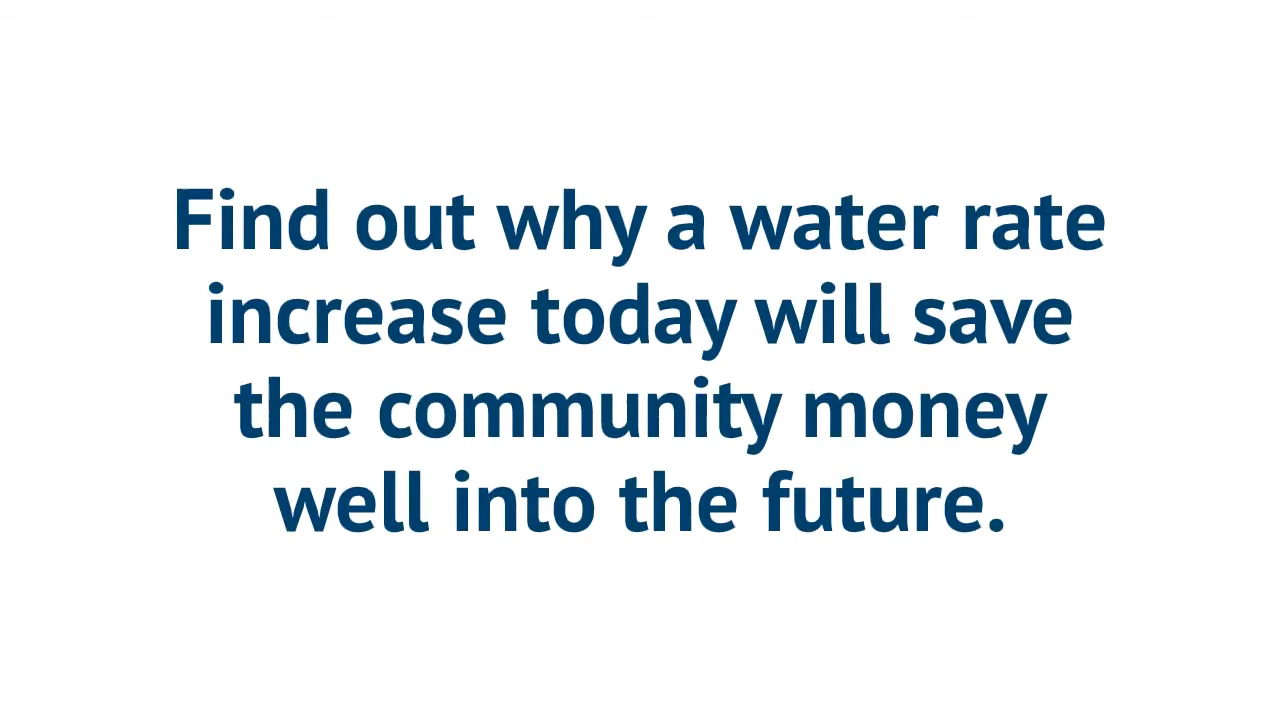 Find out why a water rate
increase today will save
the community money
well into the future.